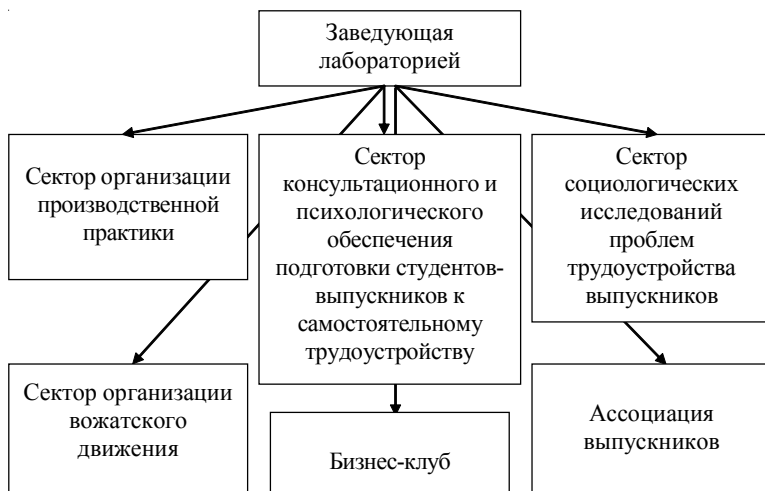 Заведующая
лабораторией
Сектор организации
производственной
практики
Сектор
консультационного и
психологического
обеспечения
подготовки студентов-
выпускников к
самостоятельному
трудоустройству
Сектор
социологических
исследований
проблем
трудоустройства
выпускников
Сектор организации
вожатского
движения
Бизнес-клуб
Ассоциация
выпускников